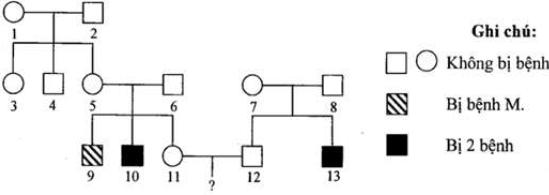 1 2
Ghi chú:
Không bị bệnh
3 4 5 6 7 8
Bị bệnh M.
Bị 2 bệnh
9 10 11 ? 12 13